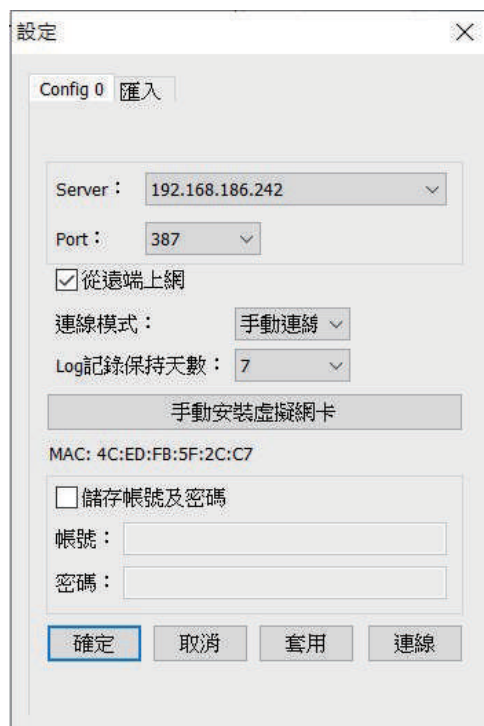 設定
Config 0 匯入
Server： 192.168.186.242
Port： 387
從遠端上網
連線模式： 手動連線
Log記錄保持天數： 7
手動安裝虛擬網卡
MAC: 4C:ED:FB:5F:2C:C7
儲存帳號及密碼
帳號：
密碼：
確定 取消 套用 連線